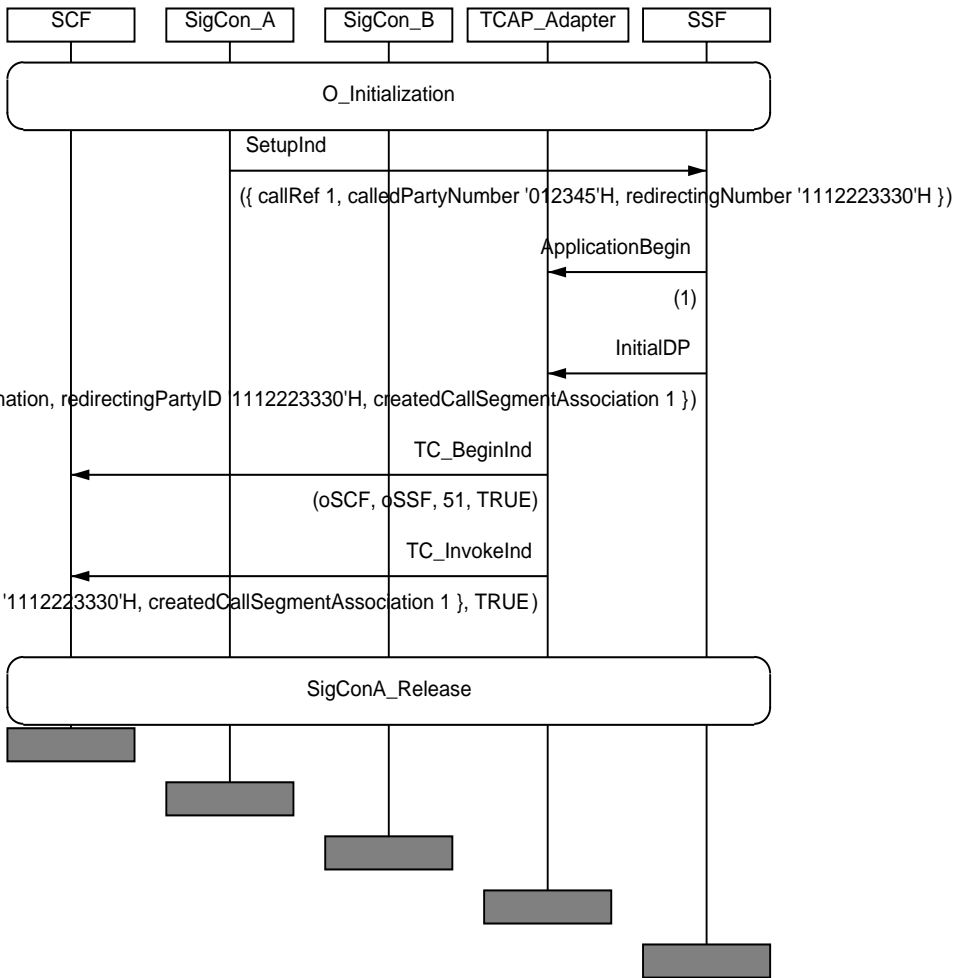 SCF SigCon_A SigCon_B TCAP_Adapter SSF
O_Initialization
SetupInd
({ callRef 1, calledPartyNumber '012345'H, redirectingNumber '1112223330'H })
ApplicationBegin
(1)
InitialDP
redirectingPartyID '1112223330'H, createdCallSegmentAssociation 1 })
TC_BeginInd
(oSCF, oSSF, 51, TRUE)
TC_InvokeInd
'1112223330'H, createdCallSegmentAssociation 1 }, TRUE)
SigConA_Release